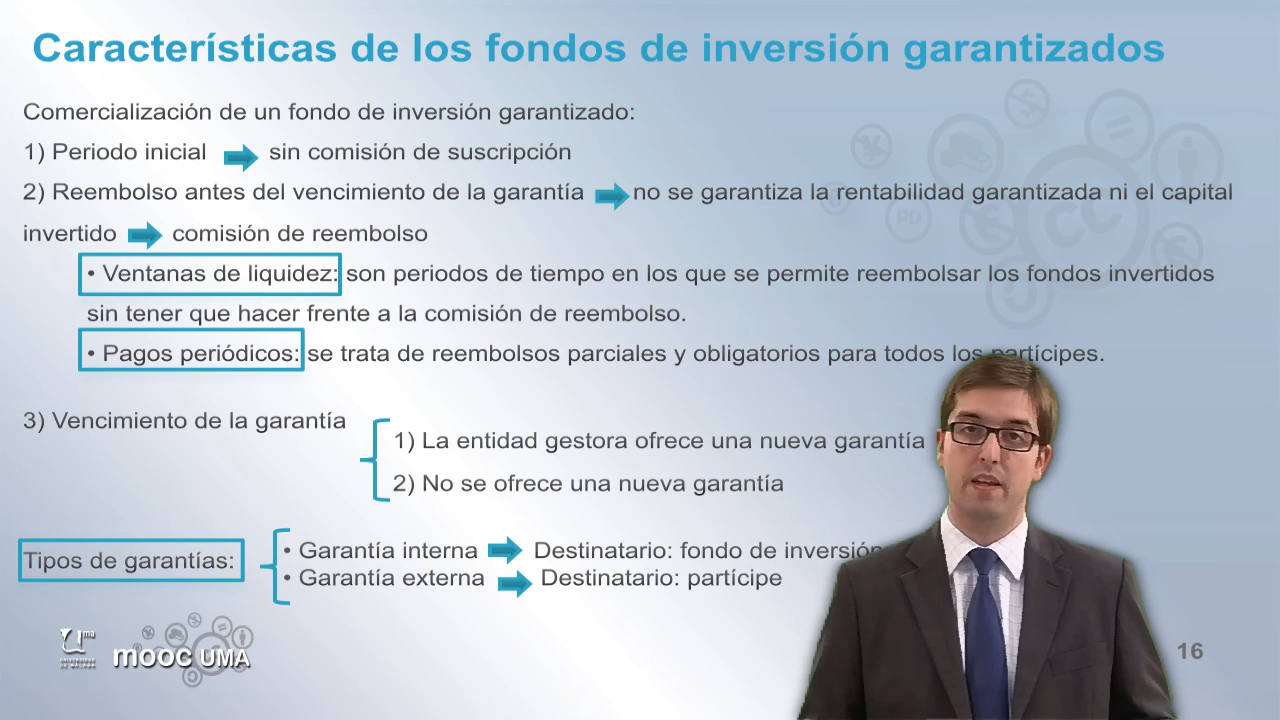 Características de los fondos de inversión garantizados
Comercialización de un fondo de inversión garantizado:
1) Periodo inicial sin comisión de suscripción
2) Reembolso antes del vencimiento de la garantía no se garantiza la rentabilidad garantizada ni el capital
invertido comisión de reembolso
• Ventanas de liquidez: son periodos de tiempo en los que se permite reembolsar los fondos invertidos
sin tener que hacer frente a la comisión de reembolso.
• Pagos periódicos: se trata de reembolsos parciales y obligatorios para todos los partícipes.
3) Vencimiento de la garantía
1) La entidad gestora ofrece una nueva garantía
2) No se ofrece una nueva garantía
Tipos de garantías:
• Garantía interna Destinatario: fondo de inversión
• Garantía externa Destinatario: partícipe
uma
mooc UMA
16
CC
PD